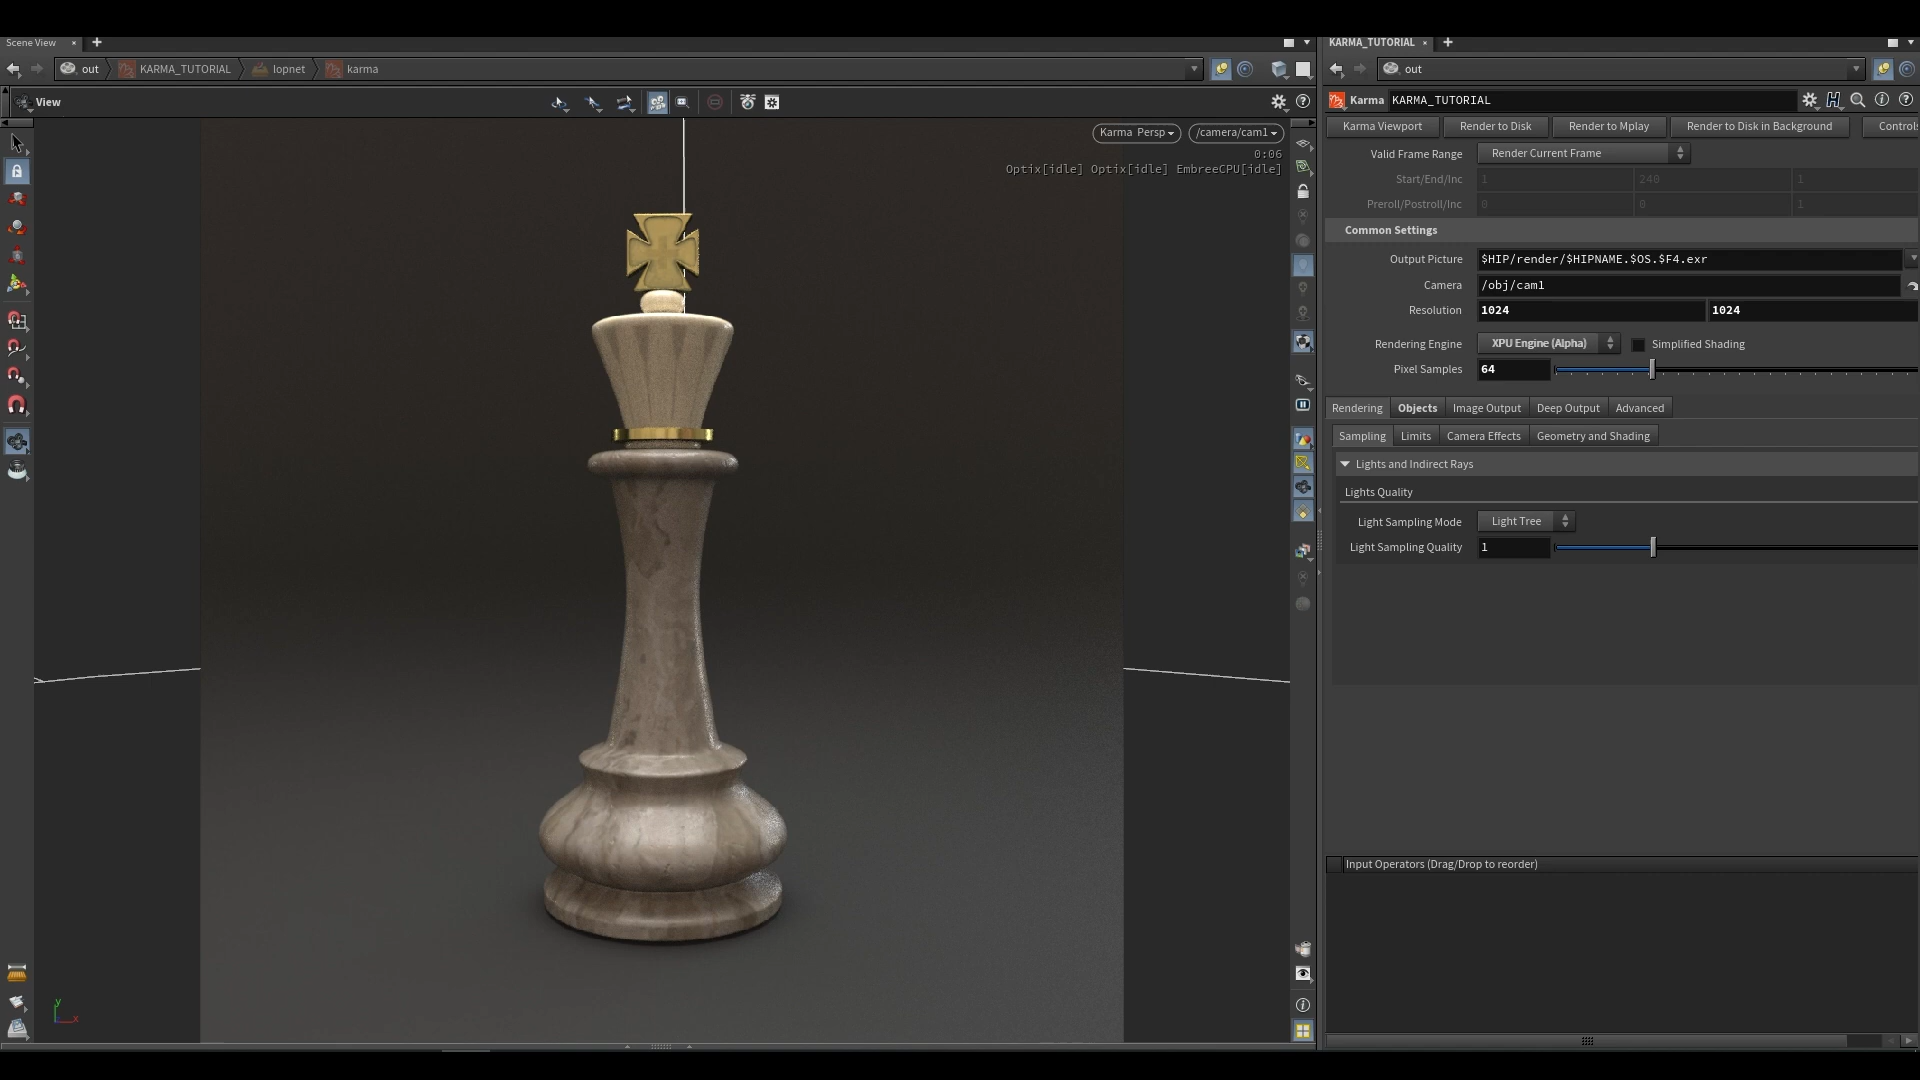 Scene View
KARMA_TUTORIAL
out KARMA_TUTORIAL lopnet karma
out
View
Karma KARMA_TUTORIAL
Karma Viewport Render to Disk Render to Mplay Render to Disk in Background Control
Karma Persp /camera/cam1
0:06
Optix[idle] Optix[idle] EmbreeCPU[idle]
Valid Frame Range Render Current Frame
Start/End/Inc 1 240 1
Preroll/Postroll/Inc 0 0 1
Common Settings
Output Picture $HIP/render/$HIPNAME.$OS.$F4.exr
Camera /obj/cam1
Resolution 1024 1024
Rendering Engine XPU Engine (Alpha) Simplified Shading
Pixel Samples 64
Rendering Objects Image Output Deep Output Advanced
Sampling Limits Camera Effects Geometry and Shading
Lights and Indirect Rays
Lights Quality
Light Sampling Mode Light Tree
Light Sampling Quality 1
Input Operators (Drag/Drop to reorder)
y
x